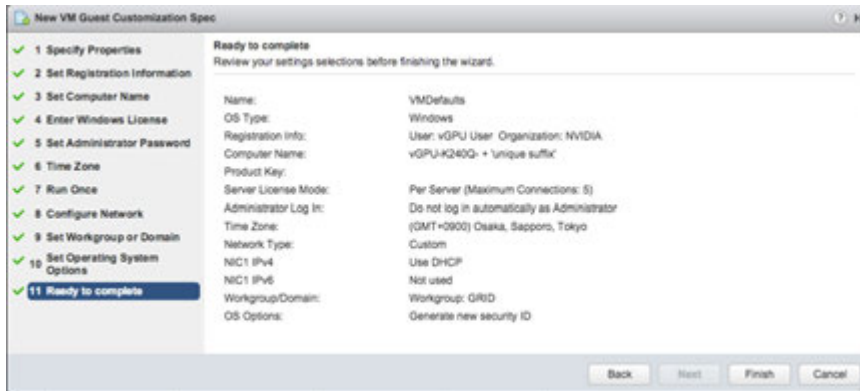 New VM Guest Customization Spec
1 Specify Properties
2 Set Registration Information
3 Set Computer Name
4 Enter Windows License
5 Set Administrator Password
6 Time Zone
7 Run Once
8 Configure Network
9 Set Workgroup or Domain
10 Set Operating System
Options
11 Ready to complete
Ready to complete
Review your settings selections before finishing the wizard.
Name: VMDefaults
OS Type: Windows
Registration Info: User: vGPU User Organization: NVIDIA
Computer Name: vGPU-K240Q- + 'unique suffix'
Product Key:
Server License Mode: Per Server (Maximum Connections: 5)
Administrator Log In: Do not log in automatically as Administrator
Time Zone: (GMT+0900) Osaka, Sapporo, Tokyo
Network Type: Custom
NIC1 IPv4 Use DHCP
NIC1 IPv6 Not used
Workgroup/Domain: Workgroup: GRID
OS Options: Generate new security ID
Back Next Finish Cancel